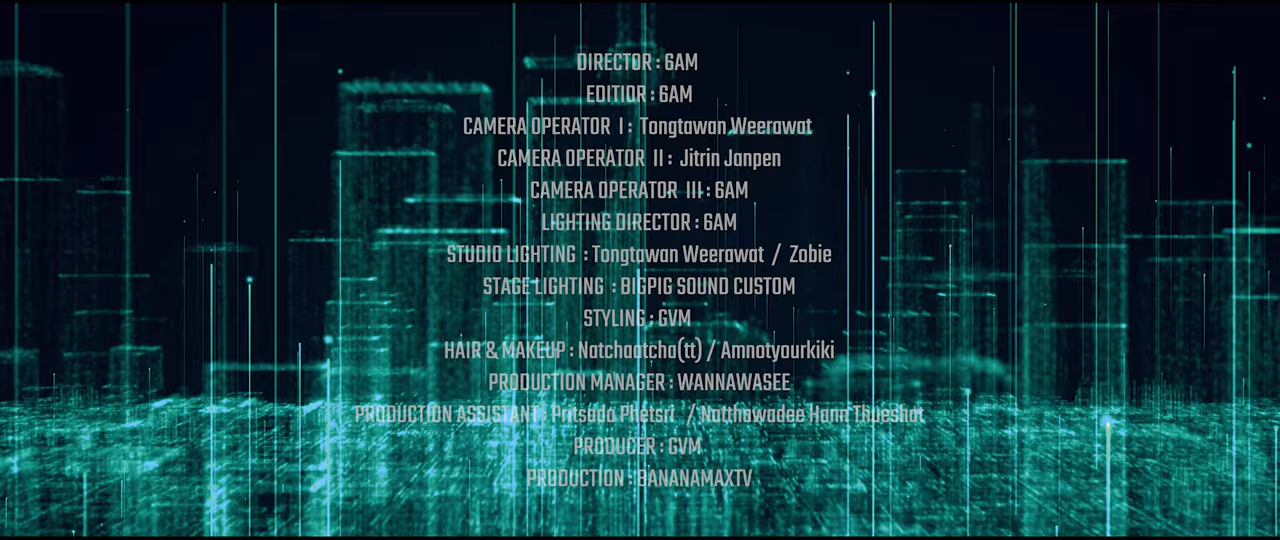 DIRECTOR : 6AM
EDITIOR : 6AM
CAMERA OPERATOR I : Tongtawan Weerawat
CAMERA OPERATOR II : Jitrin Janpen
CAMERA OPERATOR III : 6AM
LIGHTING DIRECTOR : 6AM
STUDIO LIGHTING : Tongtawan Weerawat / Zobie
STAGE LIGHTING : BIGPIG SOUND CUSTOM
STYLING : GVM
HAIR & MAKEUP : Natchaatcha(tt) / Amnotyourkiki
PRODUCTION MANAGER : WANNAWASEE
PRODUCTION ASSISTANT : Pritsada Phetsri / Natthawadee Hann Thueshat
PRODUCER : GVM
PRODUCTION : BANANAMAXTV